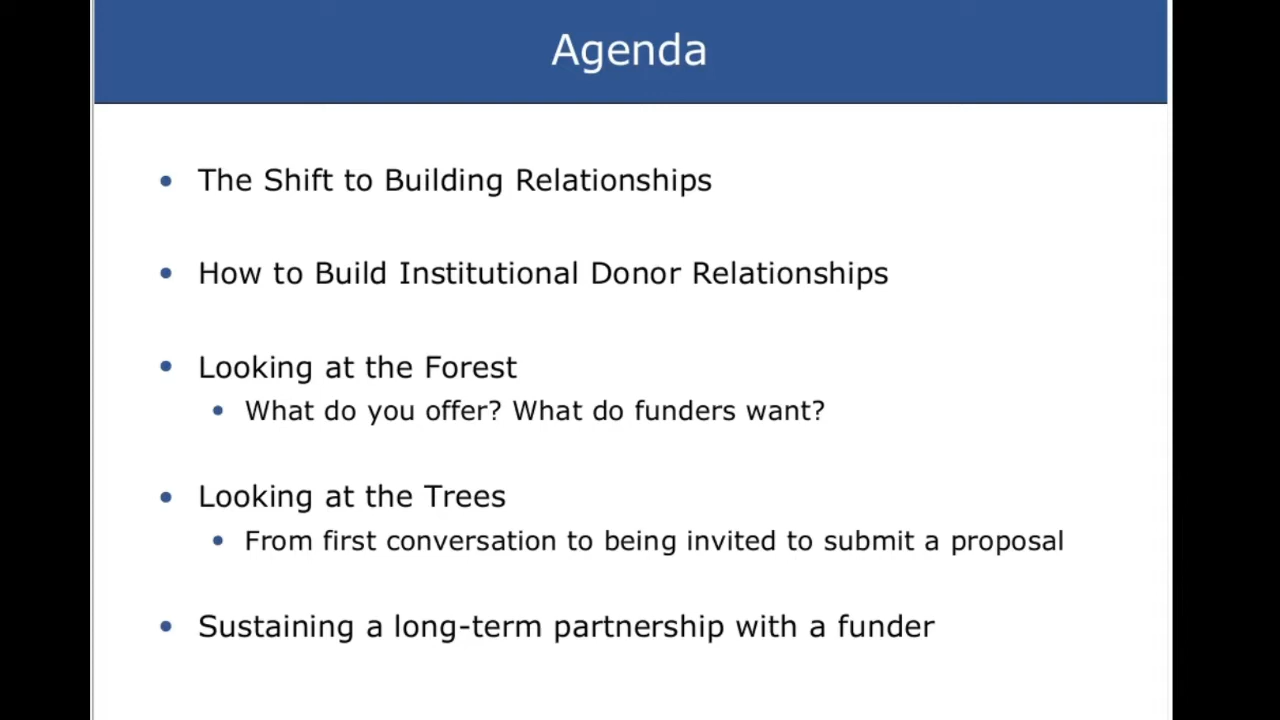 Agenda
• The Shift to Building Relationships
• How to Build Institutional Donor Relationships
• Looking at the Forest
• What do you offer? What do funders want?
• Looking at the Trees
• From first conversation to being invited to submit a proposal
• Sustaining a long-term partnership with a funder